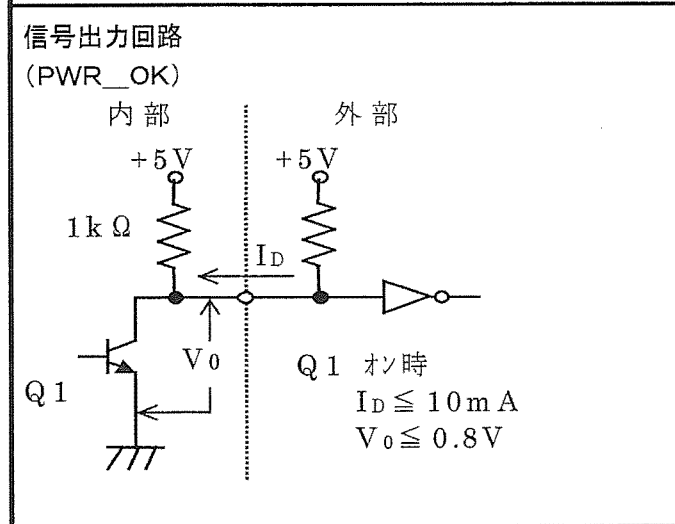 信号出力回路
(PWR__OK)
内部 外部
+5V +5V
1kΩ
ID
V0
Q1
Q1 オン時
ID≦10mA
V0≦0.8V